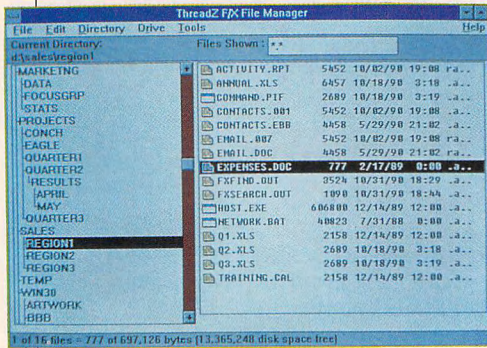 ThreadZ F/X File Manager
File Edit Directory Drive Tools Help
Current Directory: Files Shown : *.*
d:\sales\region1
MARKETNG
DATA
FOCUSGRP
STATS
PROJECTS
CONCH
EAGLE
QUARTER1
QUARTER2
RESULTS
APRIL
MAY
QUARTER3
SALES
REGION1
REGION2
REGION3
TEMP
WIN30
ARTWORK
BBB
ACTIVITY.RPT 5452 10/02/90 19:08 ra..
ANNUAL.XLS 6457 10/18/90 3:18 .a..
COMMAND.PIF 2689 10/18/90 3:19 .a..
CONTACTS.001 5452 10/02/90 19:08 ra..
CONTACTS.EBB 4458 5/29/90 21:02 .a..
EMAIL.007 5452 10/02/90 19:08 ra..
EMAIL.DOC 4458 5/29/90 21:02 ra..
EXPENSES.DOC 777 2/17/89 0:00 .a..
FXFIND.OUT 3524 10/31/90 18:29 .a..
FXSEARCH.OUT 1090 10/31/90 18:44 .a..
HOST.EXE 606800 12/14/89 12:00 .a..
NETWORK.BAT 40823 7/31/88 0:00 .a..
Q1.XLS 2158 12/14/89 12:00 .a..
Q2.XLS 2689 10/18/90 3:18 .a..
Q3.XLS 2689 10/18/90 3:19 .a..
TRAINING.CAL 2158 12/14/89 12:00 .a..
1 of 16 files = 777 of 697,126 bytes (13,365,248 disk space free)